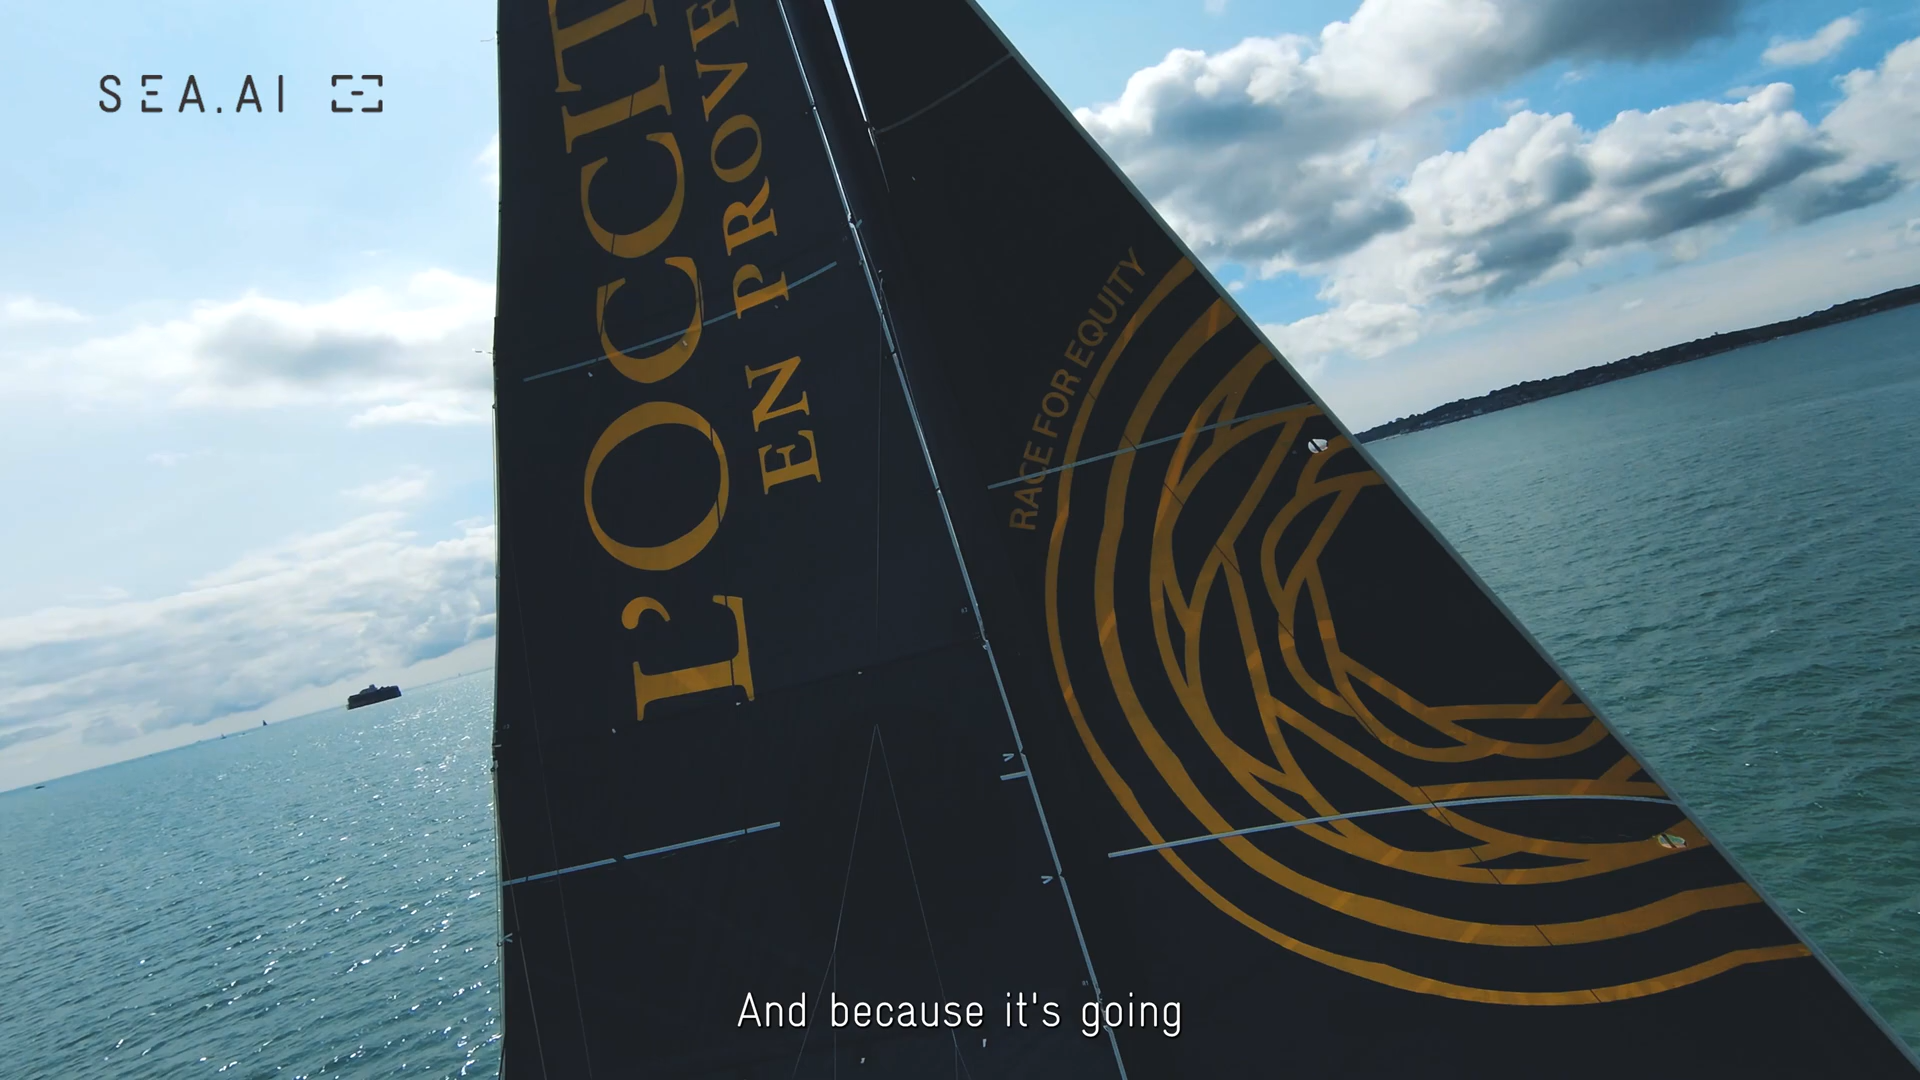 SEA.AI
L'OCCIT
EN PROVE
RACE FOR EQUITY
And because it's going